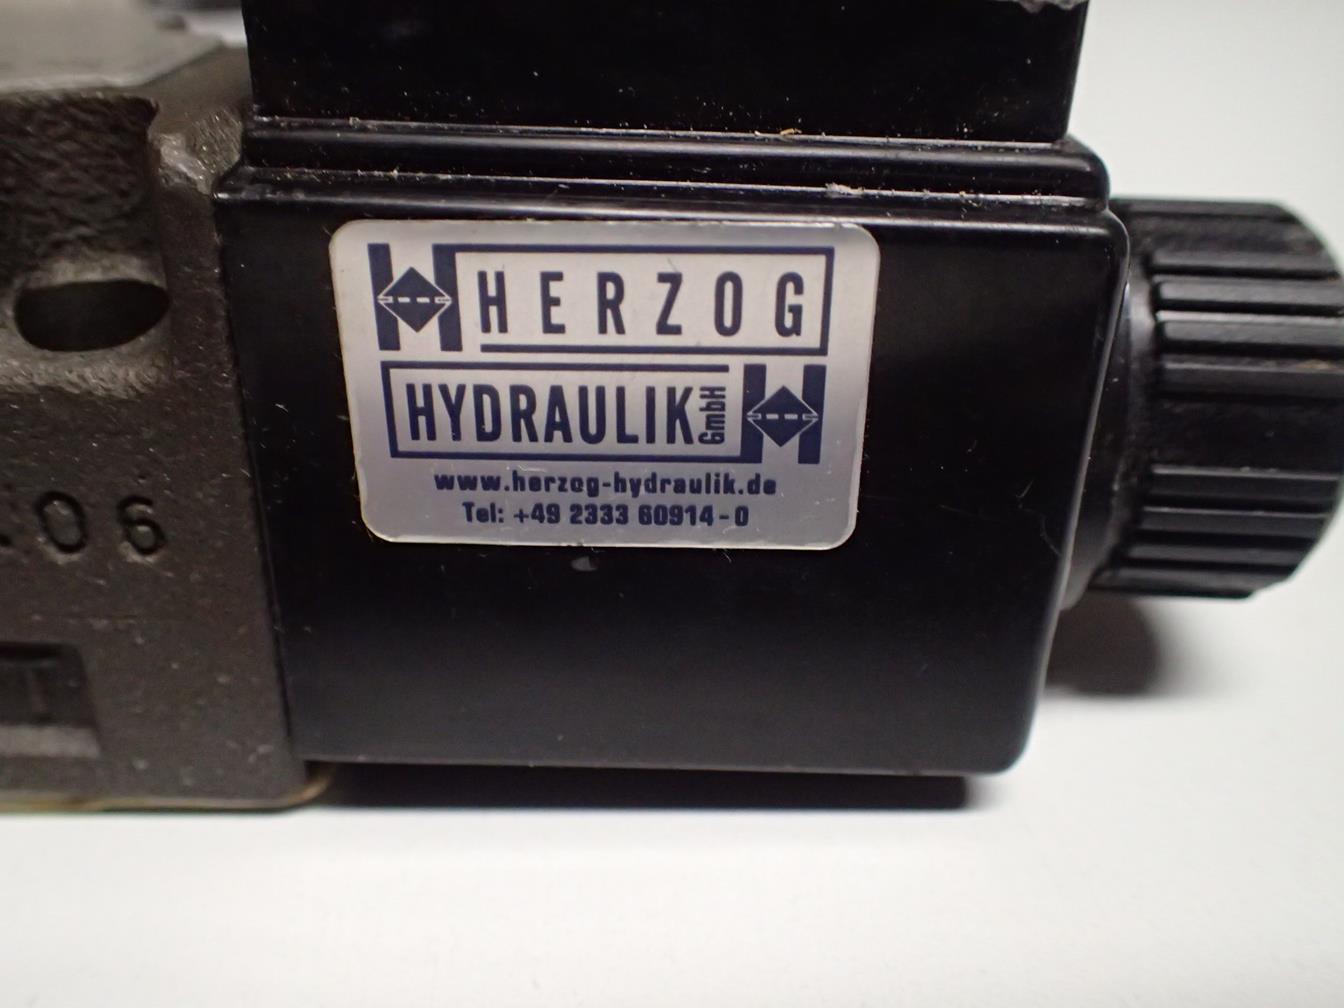 HERZOG
HYDRAULIK GmbH
www.herzog-hydraulik.de
Tel: +49 2333 60914-0
.06